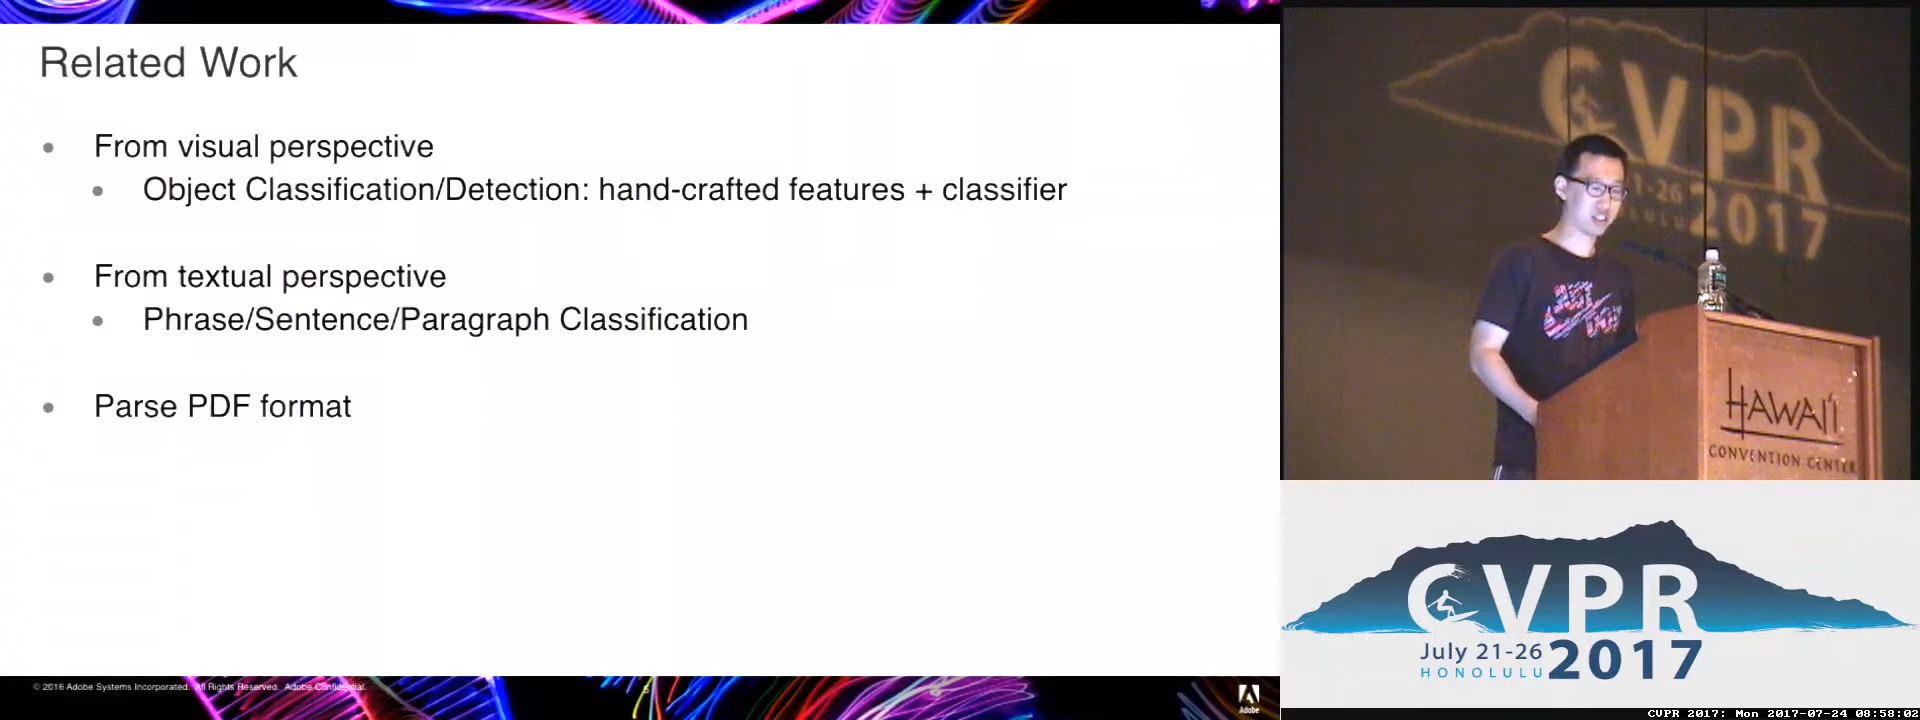 Related Work
• From visual perspective
• Object Classification/Detection: hand-crafted features + classifier
• From textual perspective
• Phrase/Sentence/Paragraph Classification
• Parse PDF format
© 2016 Adobe Systems Incorporated. All Rights Reserved. Adobe Confidential.
5
Adobe
CVPR
2017
HAWAI'I
CONVENTION CENTER
CVPR
July 21-26
HONOLULU
2017
CVPR 2017: Mon 2017-07-24 08:58:02